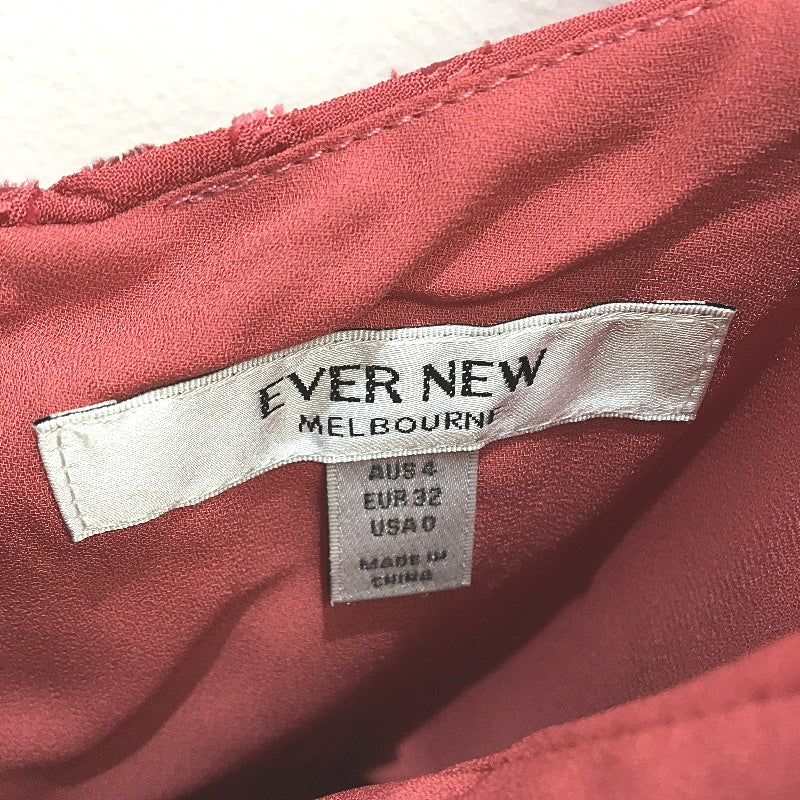 EVER NEW
MELBOURNE
AUS 4
EUR 32
USA 0
MADE IN
CHINA